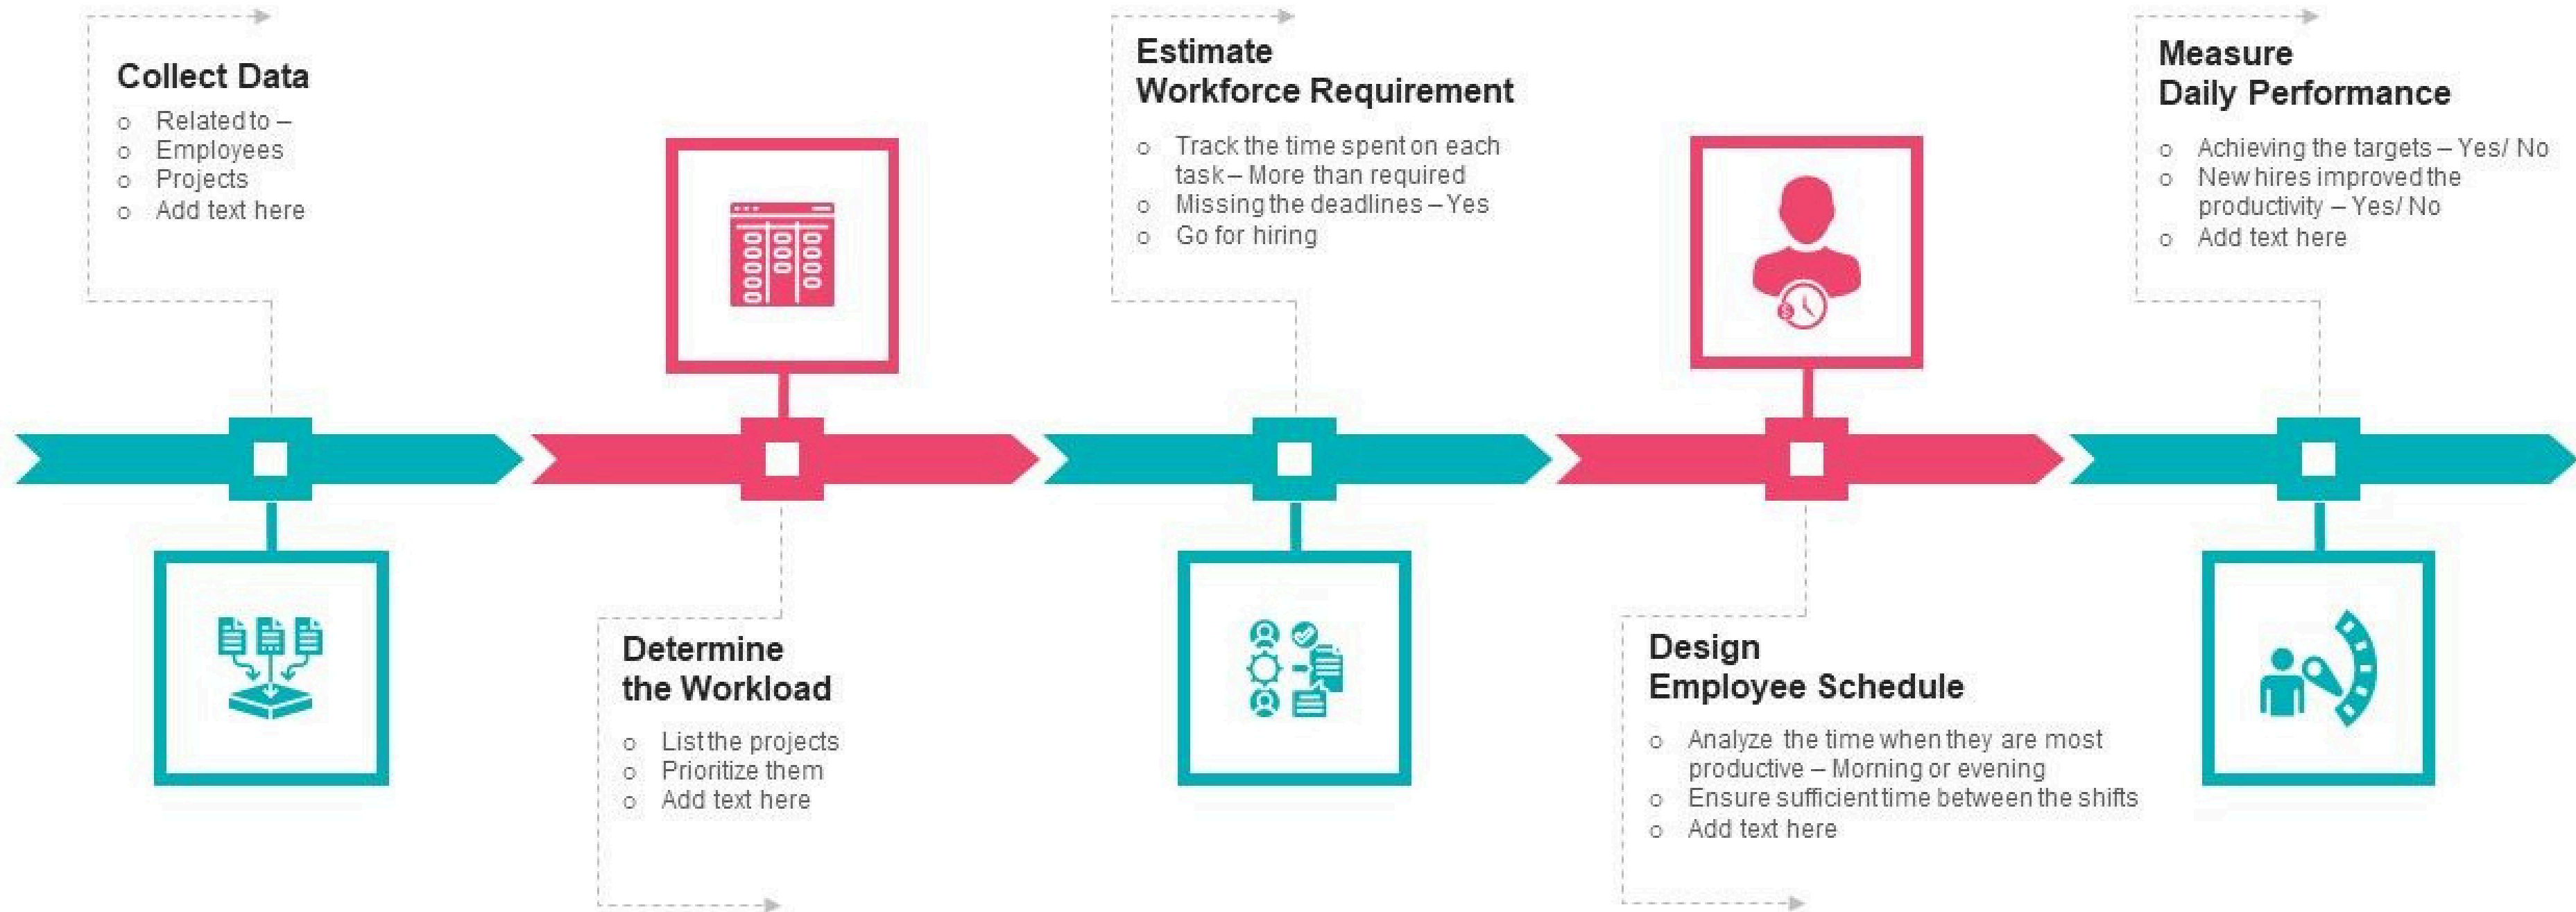 Collect Data
o Related to –
o Employees
o Projects
o Add text here
Determine
the Workload
o List the projects
o Prioritize them
o Add text here
Estimate
Workforce Requirement
o Track the time spent on each
task – More than required
o Missing the deadlines – Yes
o Go for hiring
Design
Employee Schedule
o Analyze the time when they are most
productive – Morning or evening
o Ensure sufficient time between the shifts
o Add text here
Measure
Daily Performance
o Achieving the targets – Yes/ No
o New hires improved the
productivity – Yes/ No
o Add text here
$